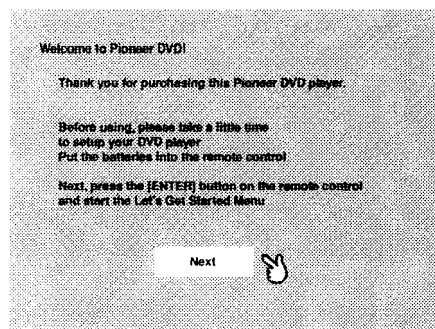 Welcome to Pioneer DVD!
Thank you for purchasing this Pioneer DVD player.
Before using, please take a little time
to setup your DVD player
Put the batteries into the remote control
Next, press the [ENTER] button on the remote control
and start the Let's Get Started Menu
Next